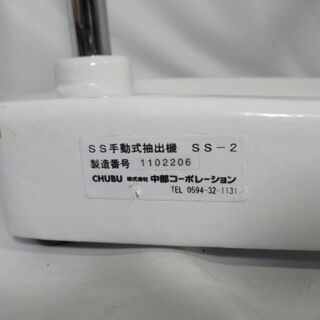 SS手動式抽出機 SS-2
製造番号 1102206
CHUBU 株式会社 中部コーポレーション
TEL 0594-32-1131